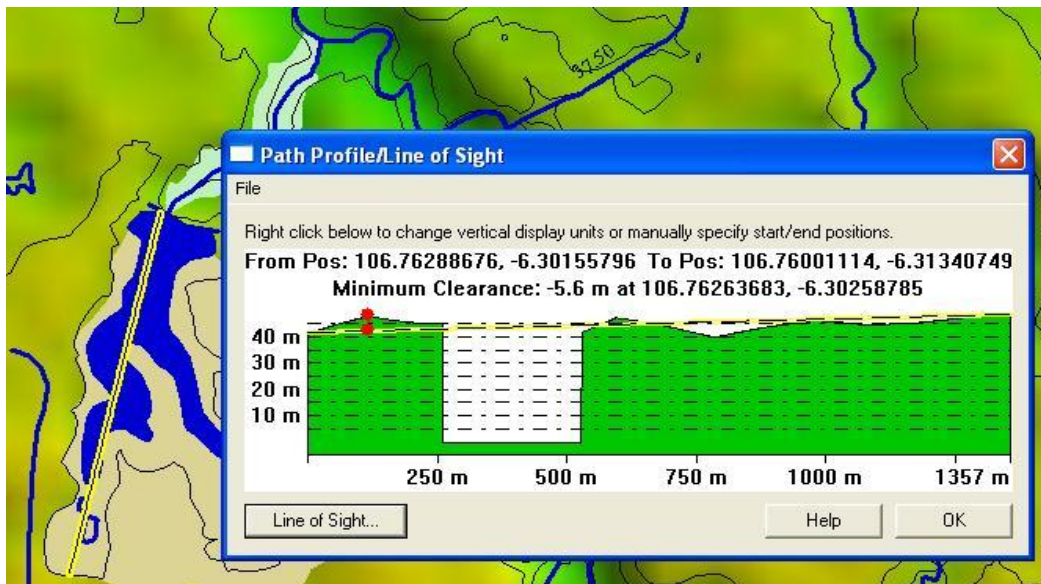 37.50
Path Profile/Line of Sight
File
Right click below to change vertical display units or manually specify start/end positions.
From Pos: 106.76288676, -6.30155796 To Pos: 106.76001114, -6.31340749
Minimum Clearance: -5.6 m at 106.76263683, -6.30258785
40 m
30 m
20 m
10 m
250 m 500 m 750 m 1000 m 1357 m
Line of Sight... Help OK